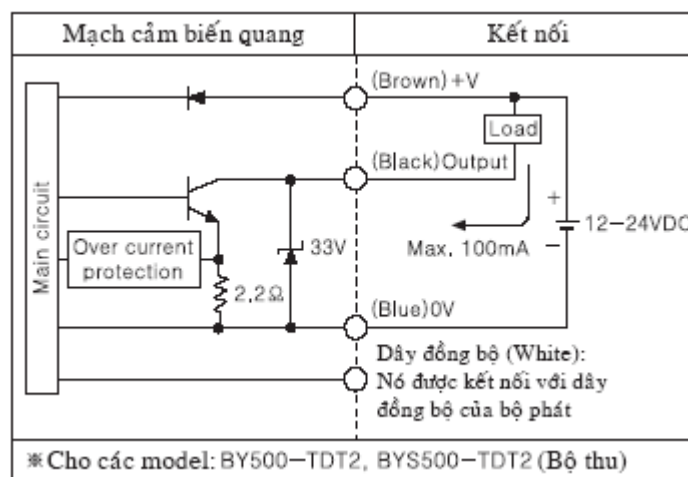 Mạch cảm biến quang
Kết nối
Main circuit
(Brown)+V
Load
(Black)Output
+
12-24VDC
−
Max. 100mA
Over current
protection
33V
2,2Ω
(Blue)0V
Dây đồng bộ (White):
Nó được kết nối với dây
đồng bộ của bộ phát
※Cho các model: BY500-TDT2, BYS500-TDT2 (Bộ thu)